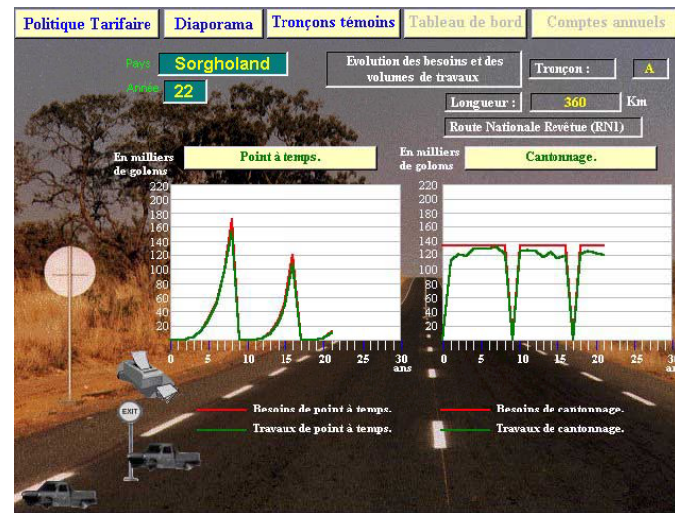 Politique Tarifaire
Diaporama
Tronçons témoins
Tableau de bord
Comptes annuels
Pays
Sorgholand
Année
22
Evolution des besoins et des
volumes de travaux
Tronçon :
A
Longueur :
360
Km
Route Nationale Revêtue (RN1)
En milliers
de goloms
Point à temps.
En milliers
de goloms
Cantonnage.
220
200
180
160
140
120
100
80
60
40
20
0 5 10 15 20 25 30
ans
220
200
180
160
140
120
100
80
60
40
20
0 5 10 15 20 25 30
an
EXIT
Besoins de point à temps.
Travaux de point à temps.
Besoins de cantonnage.
Travaux de cantonnage.